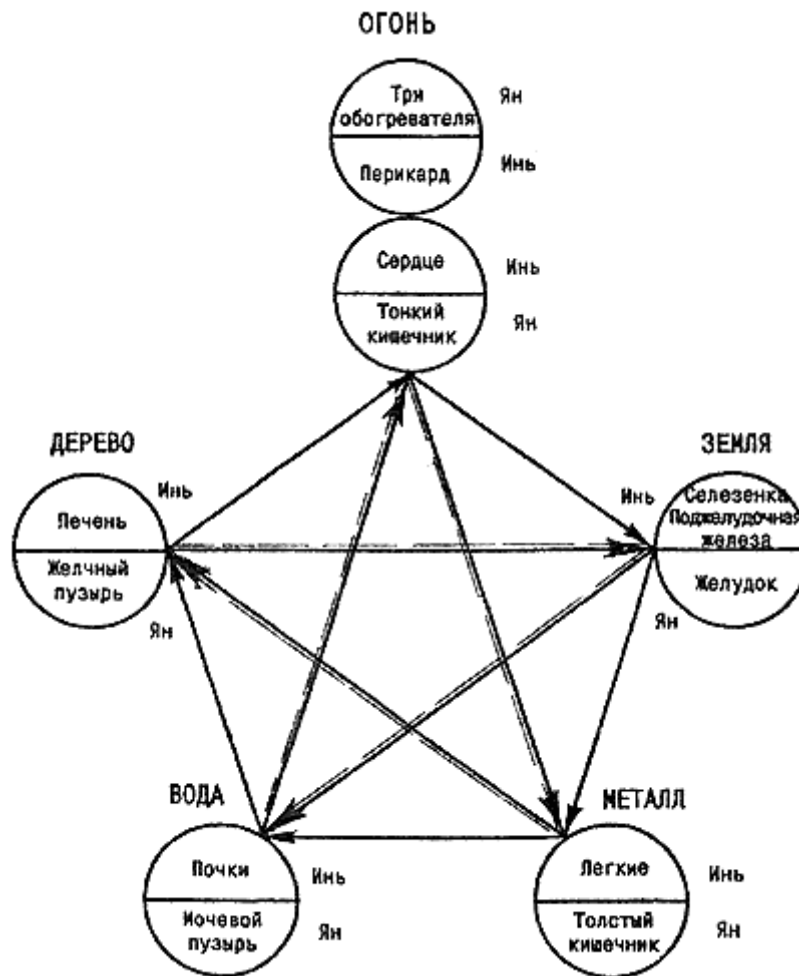 ОГОНЬ
Три
обогревателя
Ян
Перикард
Инь
Сердце
Инь
Тонкий
кишечник
Ян
ДЕРЕВО
Инь
Печень
Желчный
пузырь
Ян
ЗЕМЛЯ
Инь
Селезенка
Поджелудочная
железа
Желудок
Ян
ВОДА
Почки
Инь
Мочевой
пузырь
Ян
МЕТАЛЛ
Легкие
Инь
Толстый
кишечник
Ян